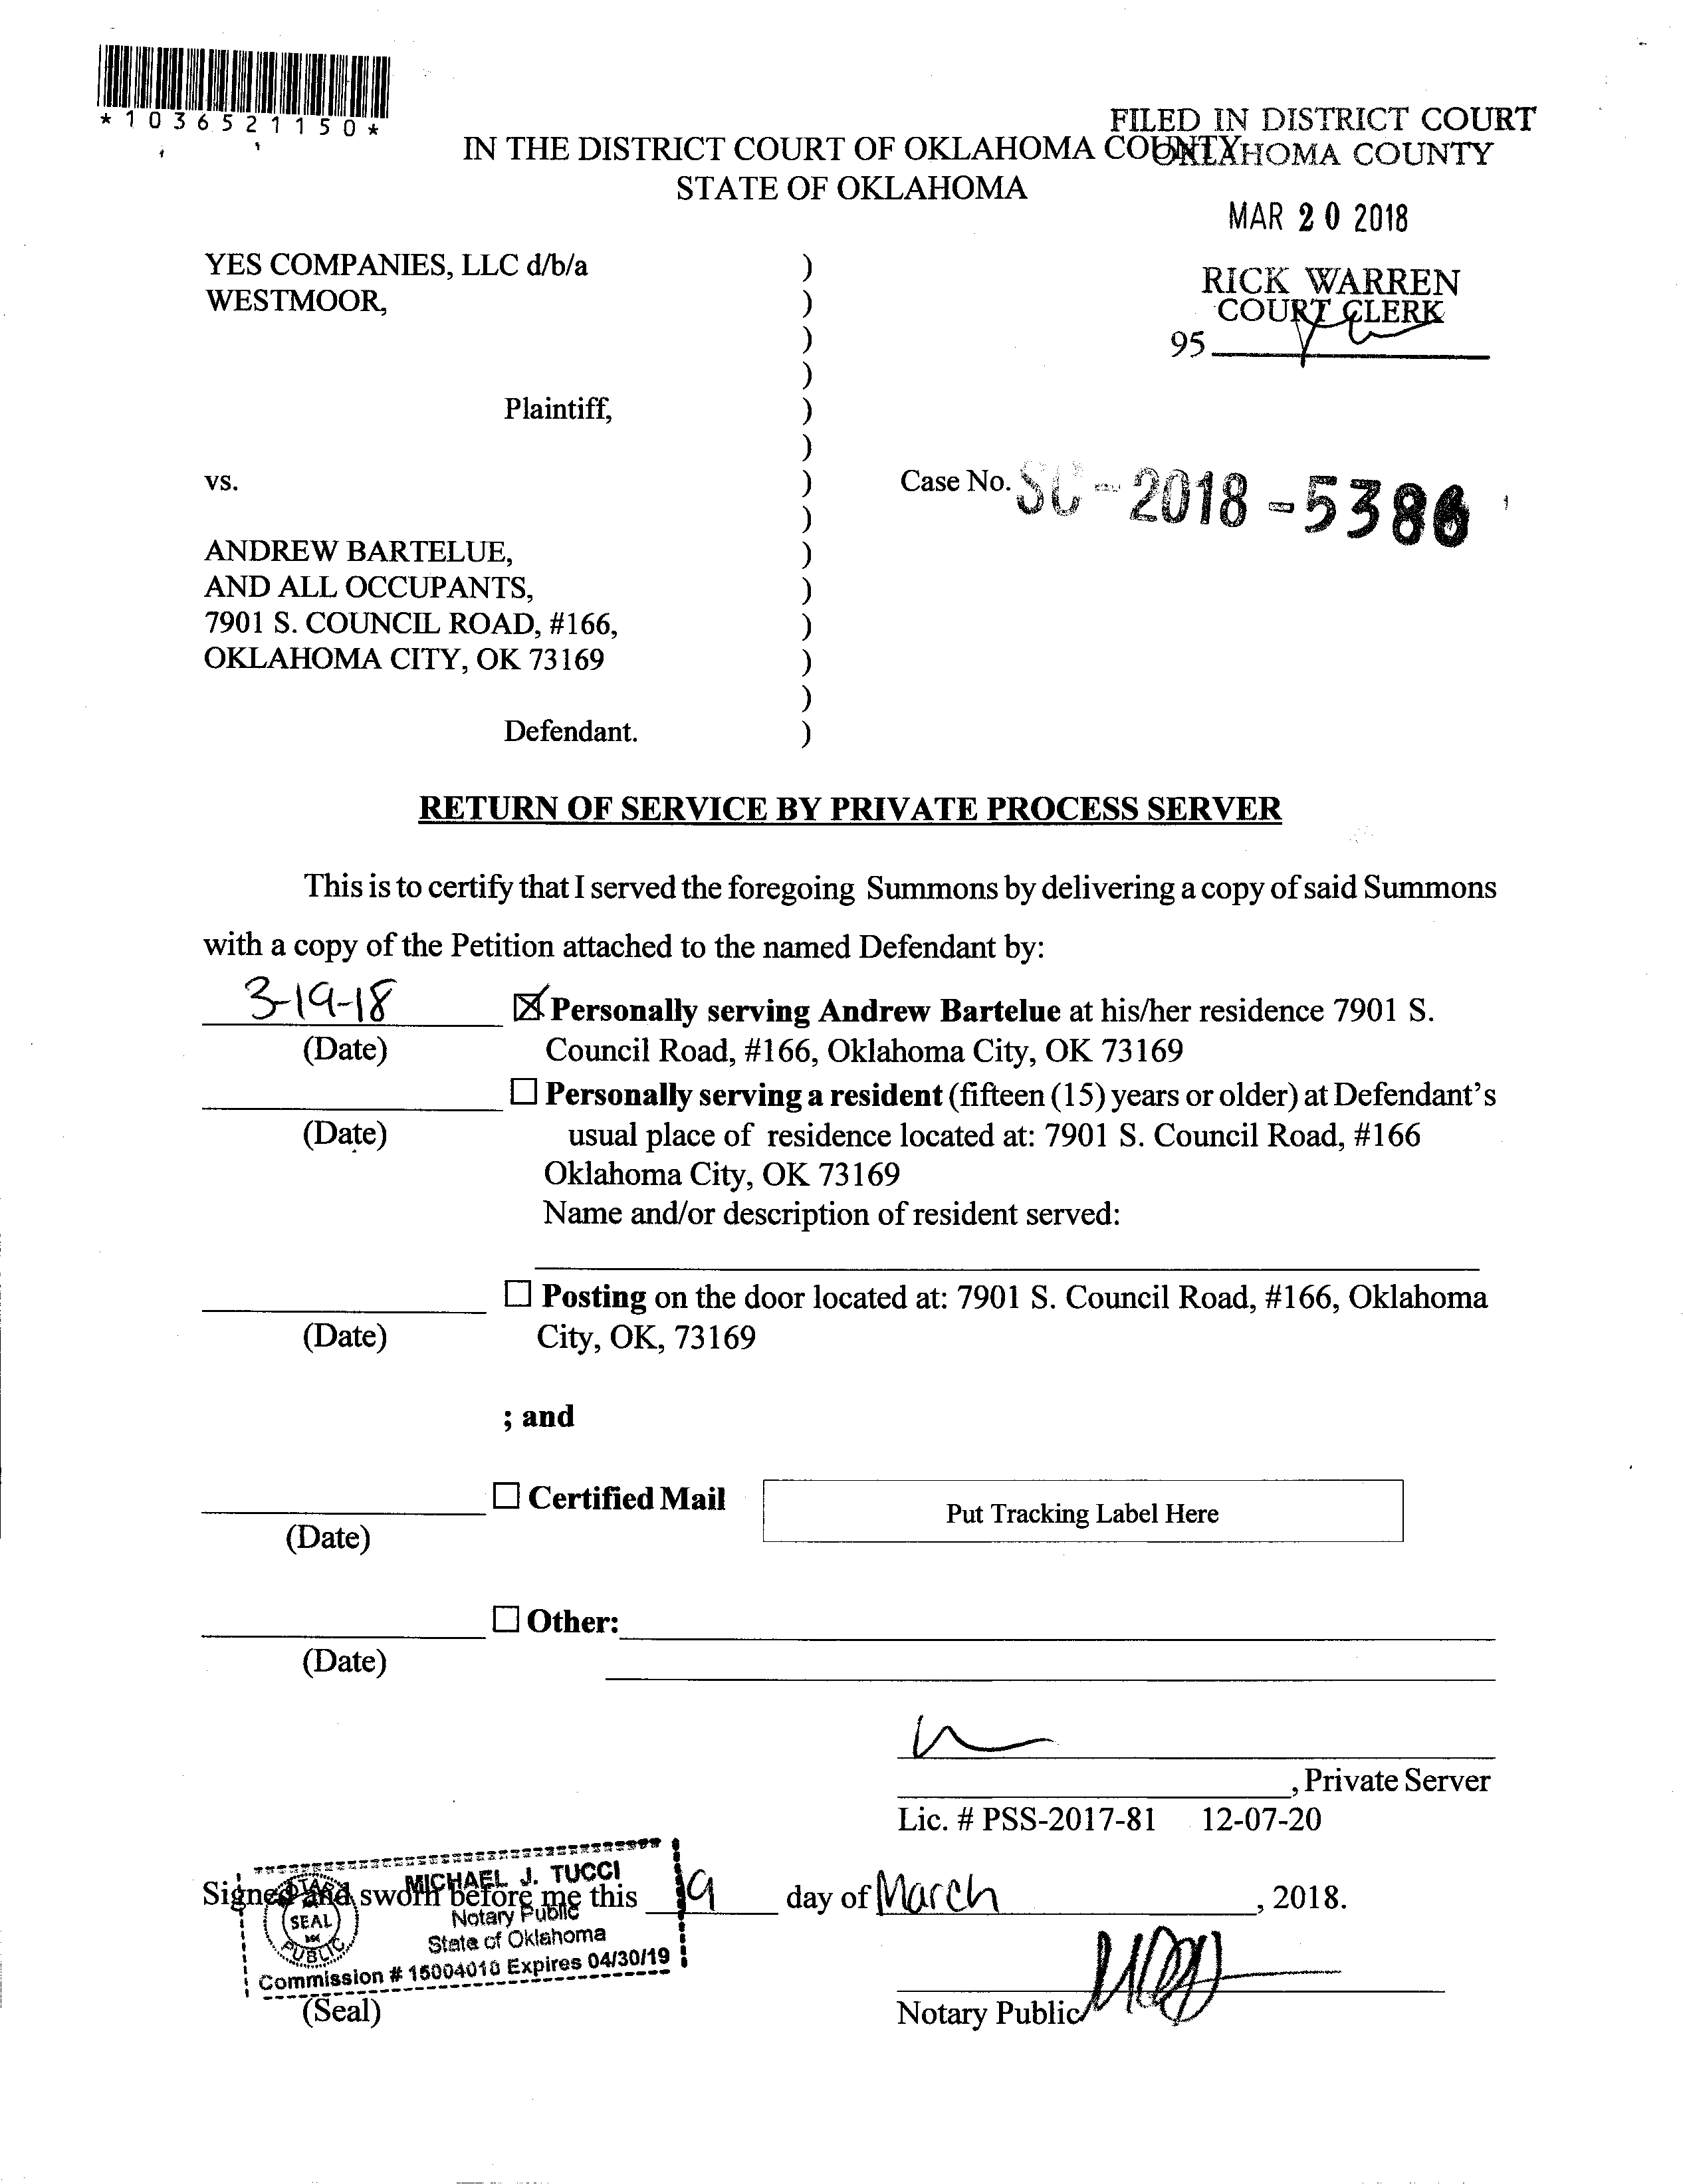 *1036521150*
FILED IN DISTRICT COURT
IN THE DISTRICT COURT OF OKLAHOMA COUNTY
OKLAHOMA COUNTY
STATE OF OKLAHOMA
MAR 20 2018
YES COMPANIES, LLC d/b/a
WESTMOOR,
RICK WARREN
COURT CLERK
95
Plaintiff,
vs.
Case No. SC-2018-5386
ANDREW BARTELUE,
AND ALL OCCUPANTS,
7901 S. COUNCIL ROAD, #166,
OKLAHOMA CITY, OK 73169
Defendant.
RETURN OF SERVICE BY PRIVATE PROCESS SERVER
This is to certify that I served the foregoing Summons by delivering a copy of said Summons
with a copy of the Petition attached to the named Defendant by:
3-19-18 ☒ Personally serving Andrew Bartelue at his/her residence 7901 S.
(Date) Council Road, #166, Oklahoma City, OK 73169
☐ Personally serving a resident (fifteen (15) years or older) at Defendant's
(Date) usual place of residence located at: 7901 S. Council Road, #166
Oklahoma City, OK 73169
Name and/or description of resident served:
☐ Posting on the door located at: 7901 S. Council Road, #166, Oklahoma
(Date) City, OK, 73169
; and
☐ Certified Mail Put Tracking Label Here
(Date)
☐ Other:
(Date)
, Private Server
Lic. # PSS-2017-81 12-07-20
Signed and sworn before me this 19 day of March, 2018.
MICHAEL J. TUCCI
Notary Public
State of Oklahoma
Commission # 15004010 Expires 04/30/19
NOTARY
SEAL
PUBLIC
(Seal)
Notary Public